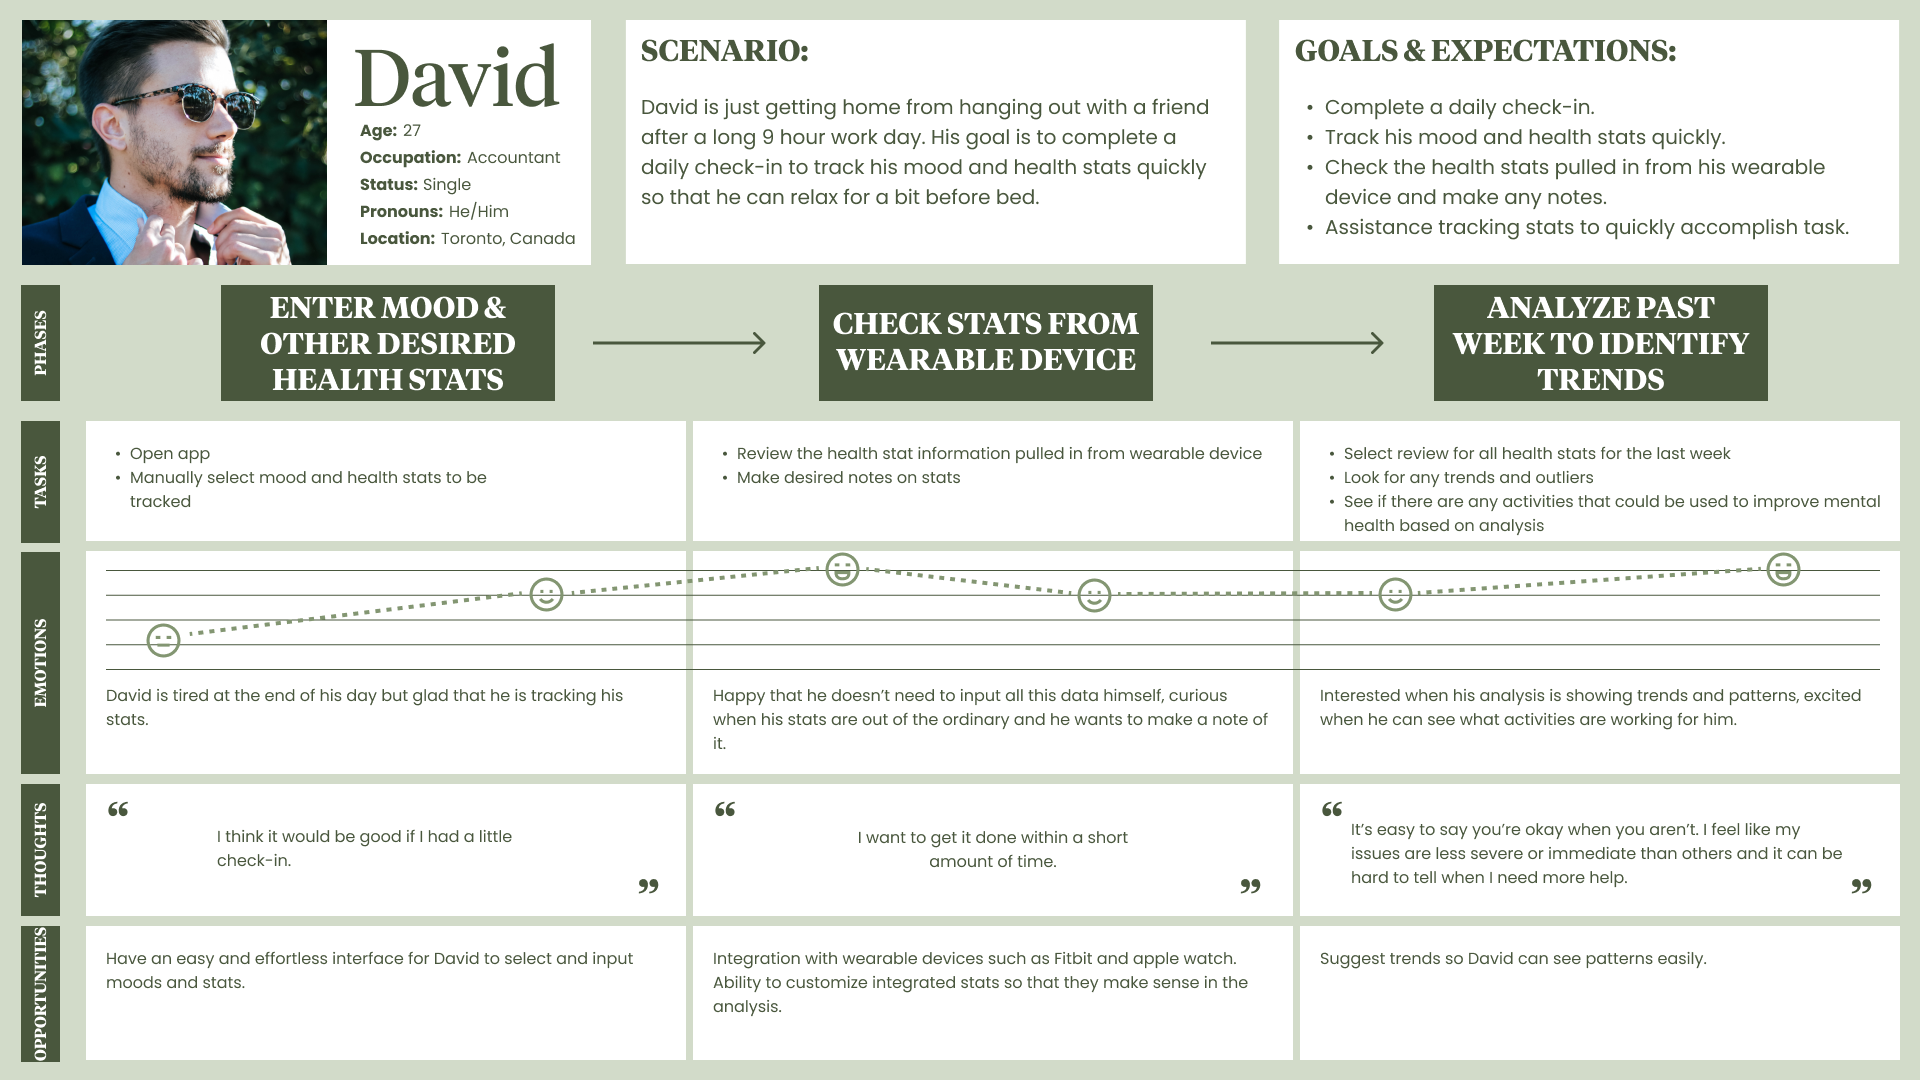 David
Age: 27
Occupation: Accountant
Status: Single
Pronouns: He/Him
Location: Toronto, Canada
SCENARIO:
David is just getting home from hanging out with a friend
after a long 9 hour work day. His goal is to complete a
daily check-in to track his mood and health stats quickly
so that he can relax for a bit before bed.
GOALS & EXPECTATIONS:
• Complete a daily check-in.
• Track his mood and health stats quickly.
• Check the health stats pulled in from his wearable
device and make any notes.
• Assistance tracking stats to quickly accomplish task.
PHASES
ENTER MOOD &
OTHER DESIRED
HEALTH STATS
CHECK STATS FROM
WEARABLE DEVICE
ANALYZE PAST
WEEK TO IDENTIFY
TRENDS
TASKS
• Open app
• Manually select mood and health stats to be
tracked
• Review the health stat information pulled in from wearable device
• Make desired notes on stats
• Select review for all health stats for the last week
• Look for any trends and outliers
• See if there are any activities that could be used to improve mental
health based on analysis
EMOTIONS
David is tired at the end of his day but glad that he is tracking his
stats.
Happy that he doesn’t need to input all this data himself, curious
when his stats are out of the ordinary and he wants to make a note of
it.
Interested when his analysis is showing trends and patterns, excited
when he can see what activities are working for him.
THOUGHTS
“
I think it would be good if I had a little
check-in.
”
“
I want to get it done within a short
amount of time.
”
“
It’s easy to say you’re okay when you aren’t. I feel like my
issues are less severe or immediate than others and it can be
hard to tell when I need more help.
”
OPPORTUNITIES
Have an easy and effortless interface for David to select and input
moods and stats.
Integration with wearable devices such as Fitbit and apple watch.
Ability to customize integrated stats so that they make sense in the
analysis.
Suggest trends so David can see patterns easily.